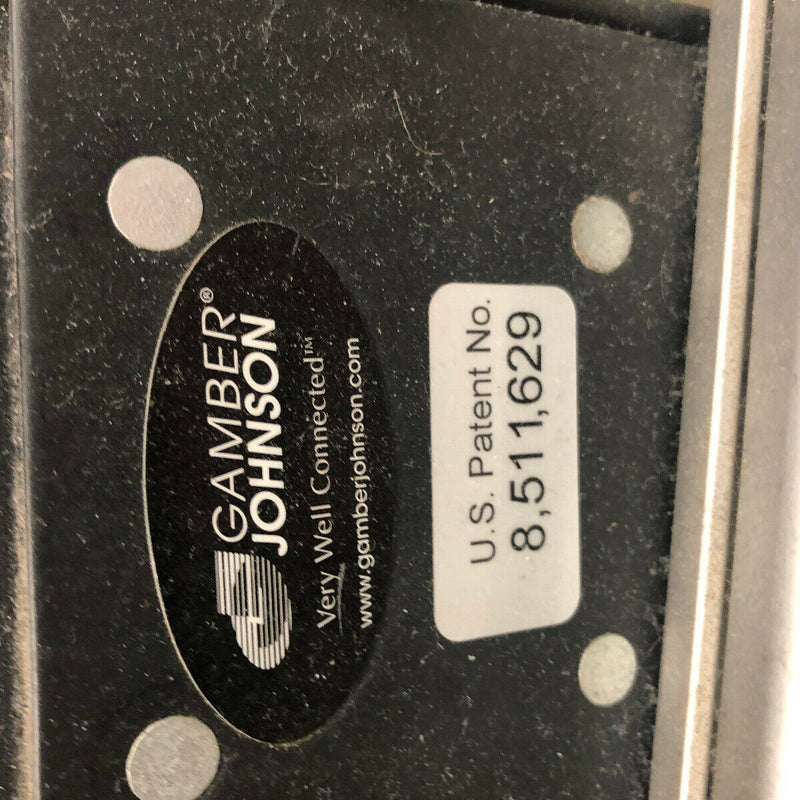 GAMBER®
JOHNSON
Very Well Connected™
www.gamberjohnson.com
U.S. Patent No.
8,511,629